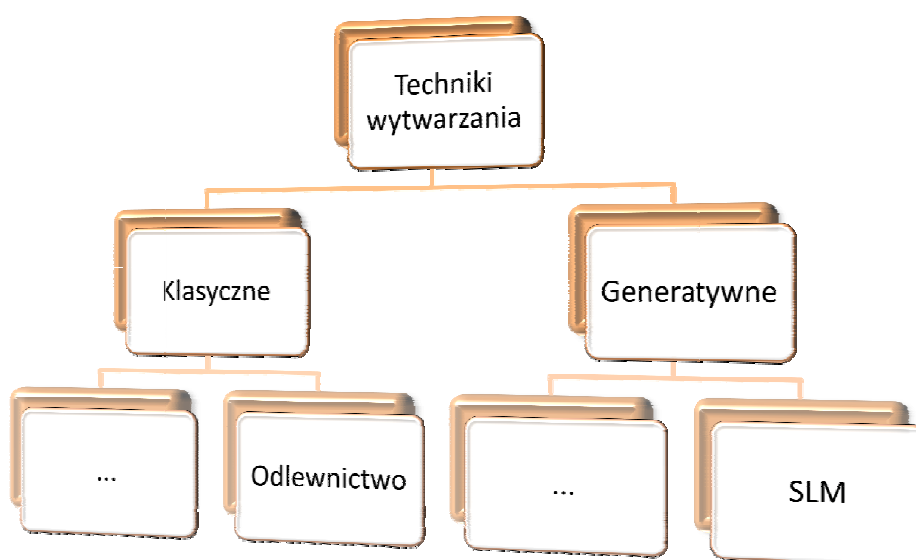 Techniki
wytwarzania
Klasyczne
Generatywne
...
Odlewnictwo
...
SLM